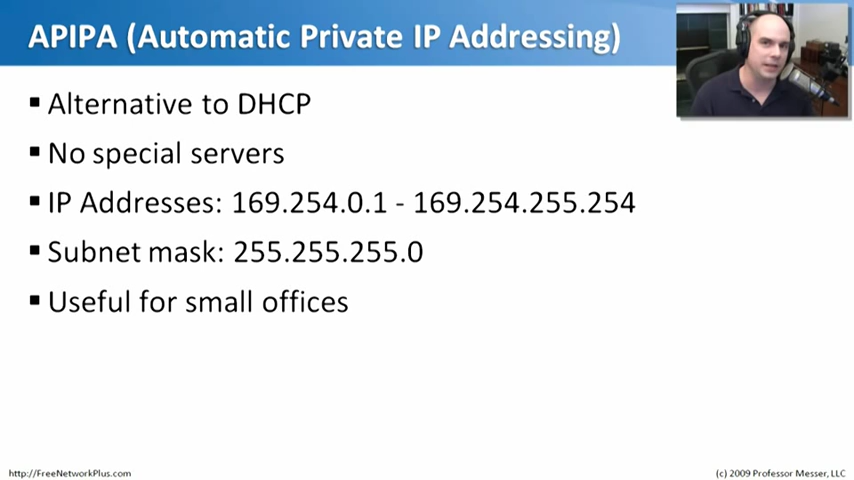 APIPA (Automatic Private IP Addressing)
▪ Alternative to DHCP
▪ No special servers
▪ IP Addresses: 169.254.0.1 - 169.254.255.254
▪ Subnet mask: 255.255.255.0
▪ Useful for small offices
http://FreeNetworkPlus.com
(c) 2009 Professor Messer, LLC